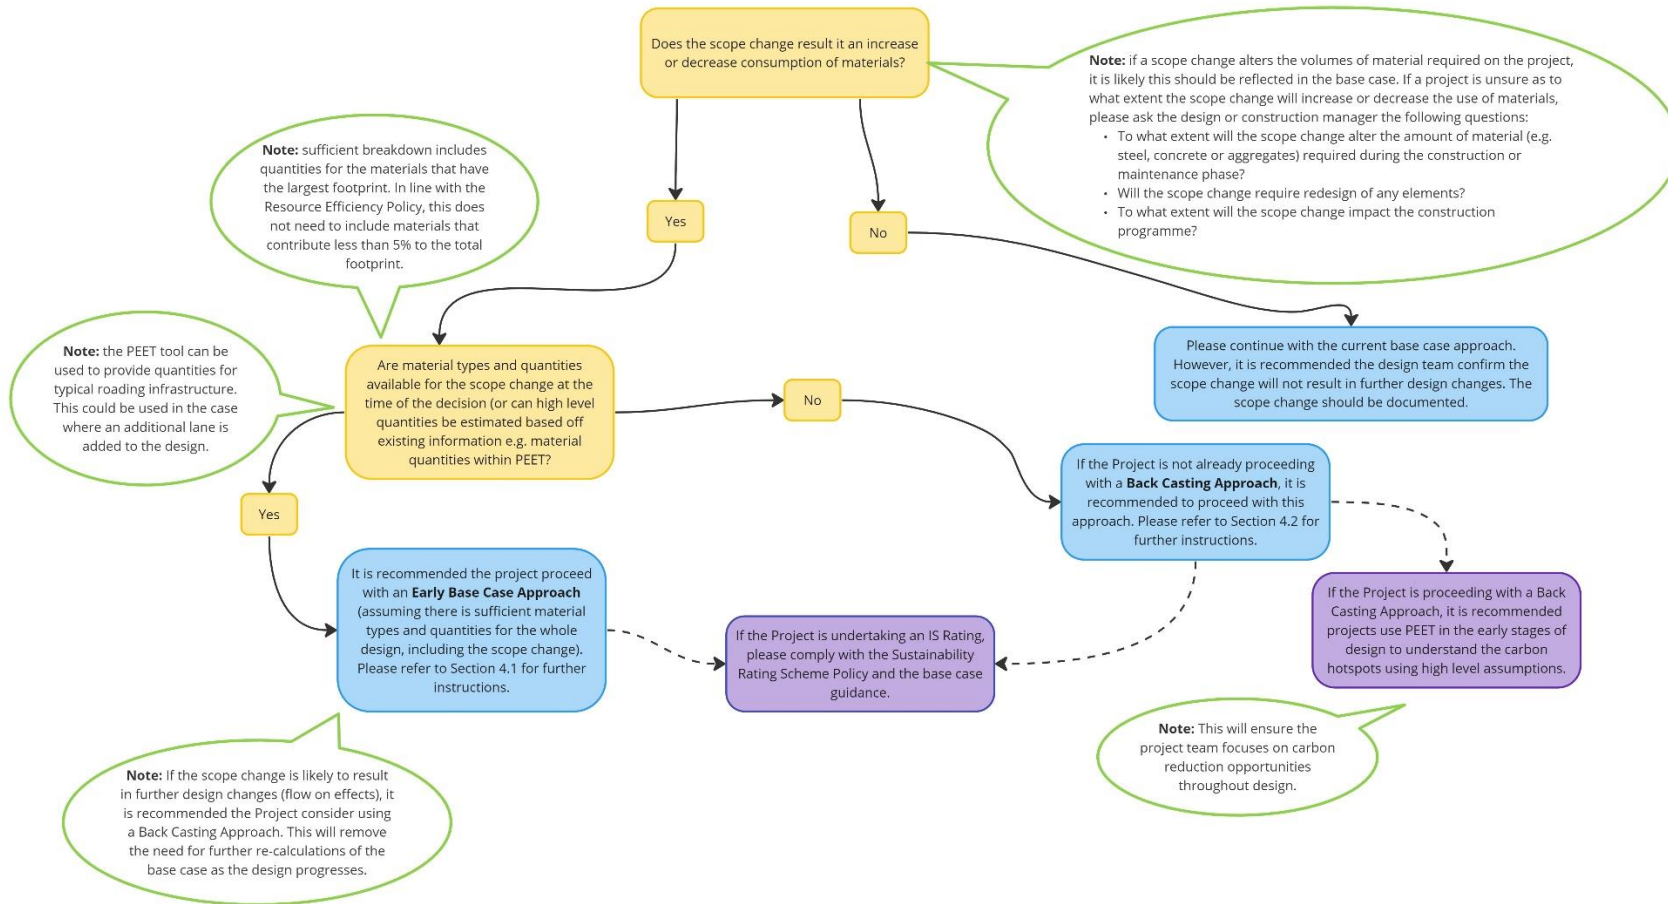 Does the scope change result it an increase
or decrease consumption of materials?
Note: if a scope change alters the volumes of material required on the project,
it is likely this should be reflected in the base case. If a project is unsure as to
what extent the scope change will increase or decrease the use of materials,
please ask the design or construction manager the following questions:
• To what extent will the scope change alter the amount of material (e.g.
steel, concrete or aggregates) required during the construction or
maintenance phase?
• Will the scope change require redesign of any elements?
• To what extent will the scope change impact the construction
programme?
Note: sufficient breakdown includes
quantities for the materials that have
the largest footprint. In line with the
Resource Efficiency Policy, this does
not need to include materials that
contribute less than 5% to the total
footprint.
Yes
No
Please continue with the current base case approach.
However, it is recommended the design team confirm the
scope change will not result in further design changes. The
scope change should be documented.
Note: the PEET tool can be
used to provide quantities for
typical roading infrastructure.
This could be used in the case
where an additional lane is
added to the design.
Are material types and quantities
available for the scope change at the
time of the decision (or can high level
quantities be estimated based off
existing information e.g. material
quantities within PEET?
No
If the Project is not already proceeding
with a Back Casting Approach, it is
recommended to proceed with this
approach. Please refer to Section 4.2 for
further instructions.
Yes
It is recommended the project proceed
with an Early Base Case Approach
(assuming there is sufficient material
types and quantities for the whole
design, including the scope change).
Please refer to Section 4.1 for further
instructions.
If the Project is undertaking an IS Rating,
please comply with the Sustainability
Rating Scheme Policy and the base case
guidance.
If the Project is proceeding with a Back
Casting Approach, it is recommended
projects use PEET in the early stages of
design to understand the carbon
hotspots using high level assumptions.
Note: This will ensure the
project team focuses on carbon
reduction opportunities
throughout design.
Note: If the scope change is likely to result
in further design changes (flow on effects), it
is recommended the Project consider using
a Back Casting Approach. This will remove
the need for further re-calculations of the
base case as the design progresses.